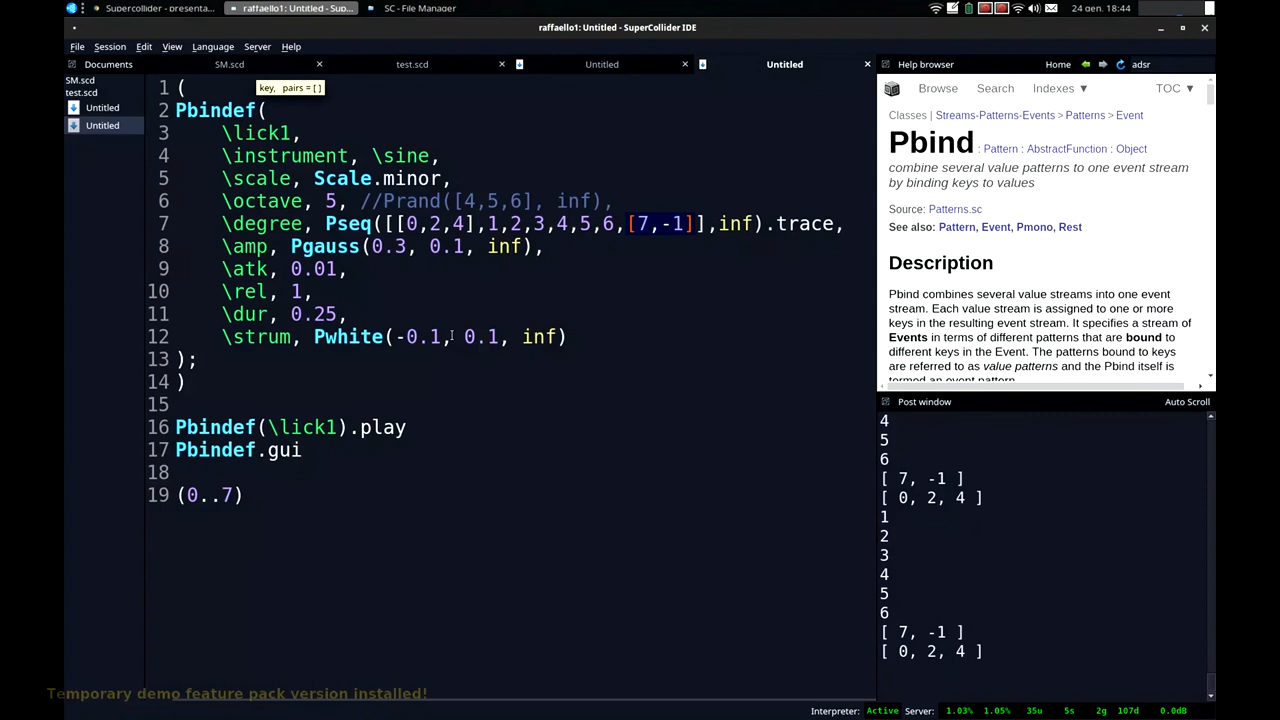 Supercollider - presenta...
raffaello1: Untitled - Sup...
SC - File Manager
24 gen, 18:44
raffaello1: Untitled - SuperCollider IDE
File Session Edit View Language Server Help
Documents
SM.scd
test.scd
Untitled
Untitled
SM.scd
test.scd
Untitled
Untitled
key, pairs = [ ]
1 (
2 Pbindef(
3 \lick1,
4 \instrument, \sine,
5 \scale, Scale.minor,
6 \octave, 5, //Prand([4,5,6], inf),
7 \degree, Pseq([[0,2,4],1,2,3,4,5,6,[7,-1]],inf).trace,
8 \amp, Pgauss(0.3, 0.1, inf),
9 \atk, 0.01,
10 \rel, 1,
11 \dur, 0.25,
12 \strum, Pwhite(-0.1, 0.1, inf)
13 );
14 )
15
16 Pbindef(\lick1).play
17 Pbindef.gui
18
19 (0..7)
Help browser
Home
adsr
Browse Search Indexes ▼ TOC ▼
Classes | Streams-Patterns-Events > Patterns > Event
Pbind : Pattern : AbstractFunction : Object
combine several value patterns to one event stream
by binding keys to values
Source: Patterns.sc
See also: Pattern, Event, Pmono, Rest
Description
Pbind combines several value streams into one event
stream. Each value stream is assigned to one or more
keys in the resulting event stream. It specifies a stream of
Events in terms of different patterns that are bound to
different keys in the Event. The patterns bound to keys
are referred to as value patterns and the Pbind itself is
termed an event pattern.
Post window
Auto Scroll
4
5
6
[ 7, -1 ]
[ 0, 2, 4 ]
1
2
3
4
5
6
[ 7, -1 ]
[ 0, 2, 4 ]
Temporary demo feature pack version installed!
Interpreter: Active Server: 1.03% 1.05% 35u 5s 2g 107d 0.0dB